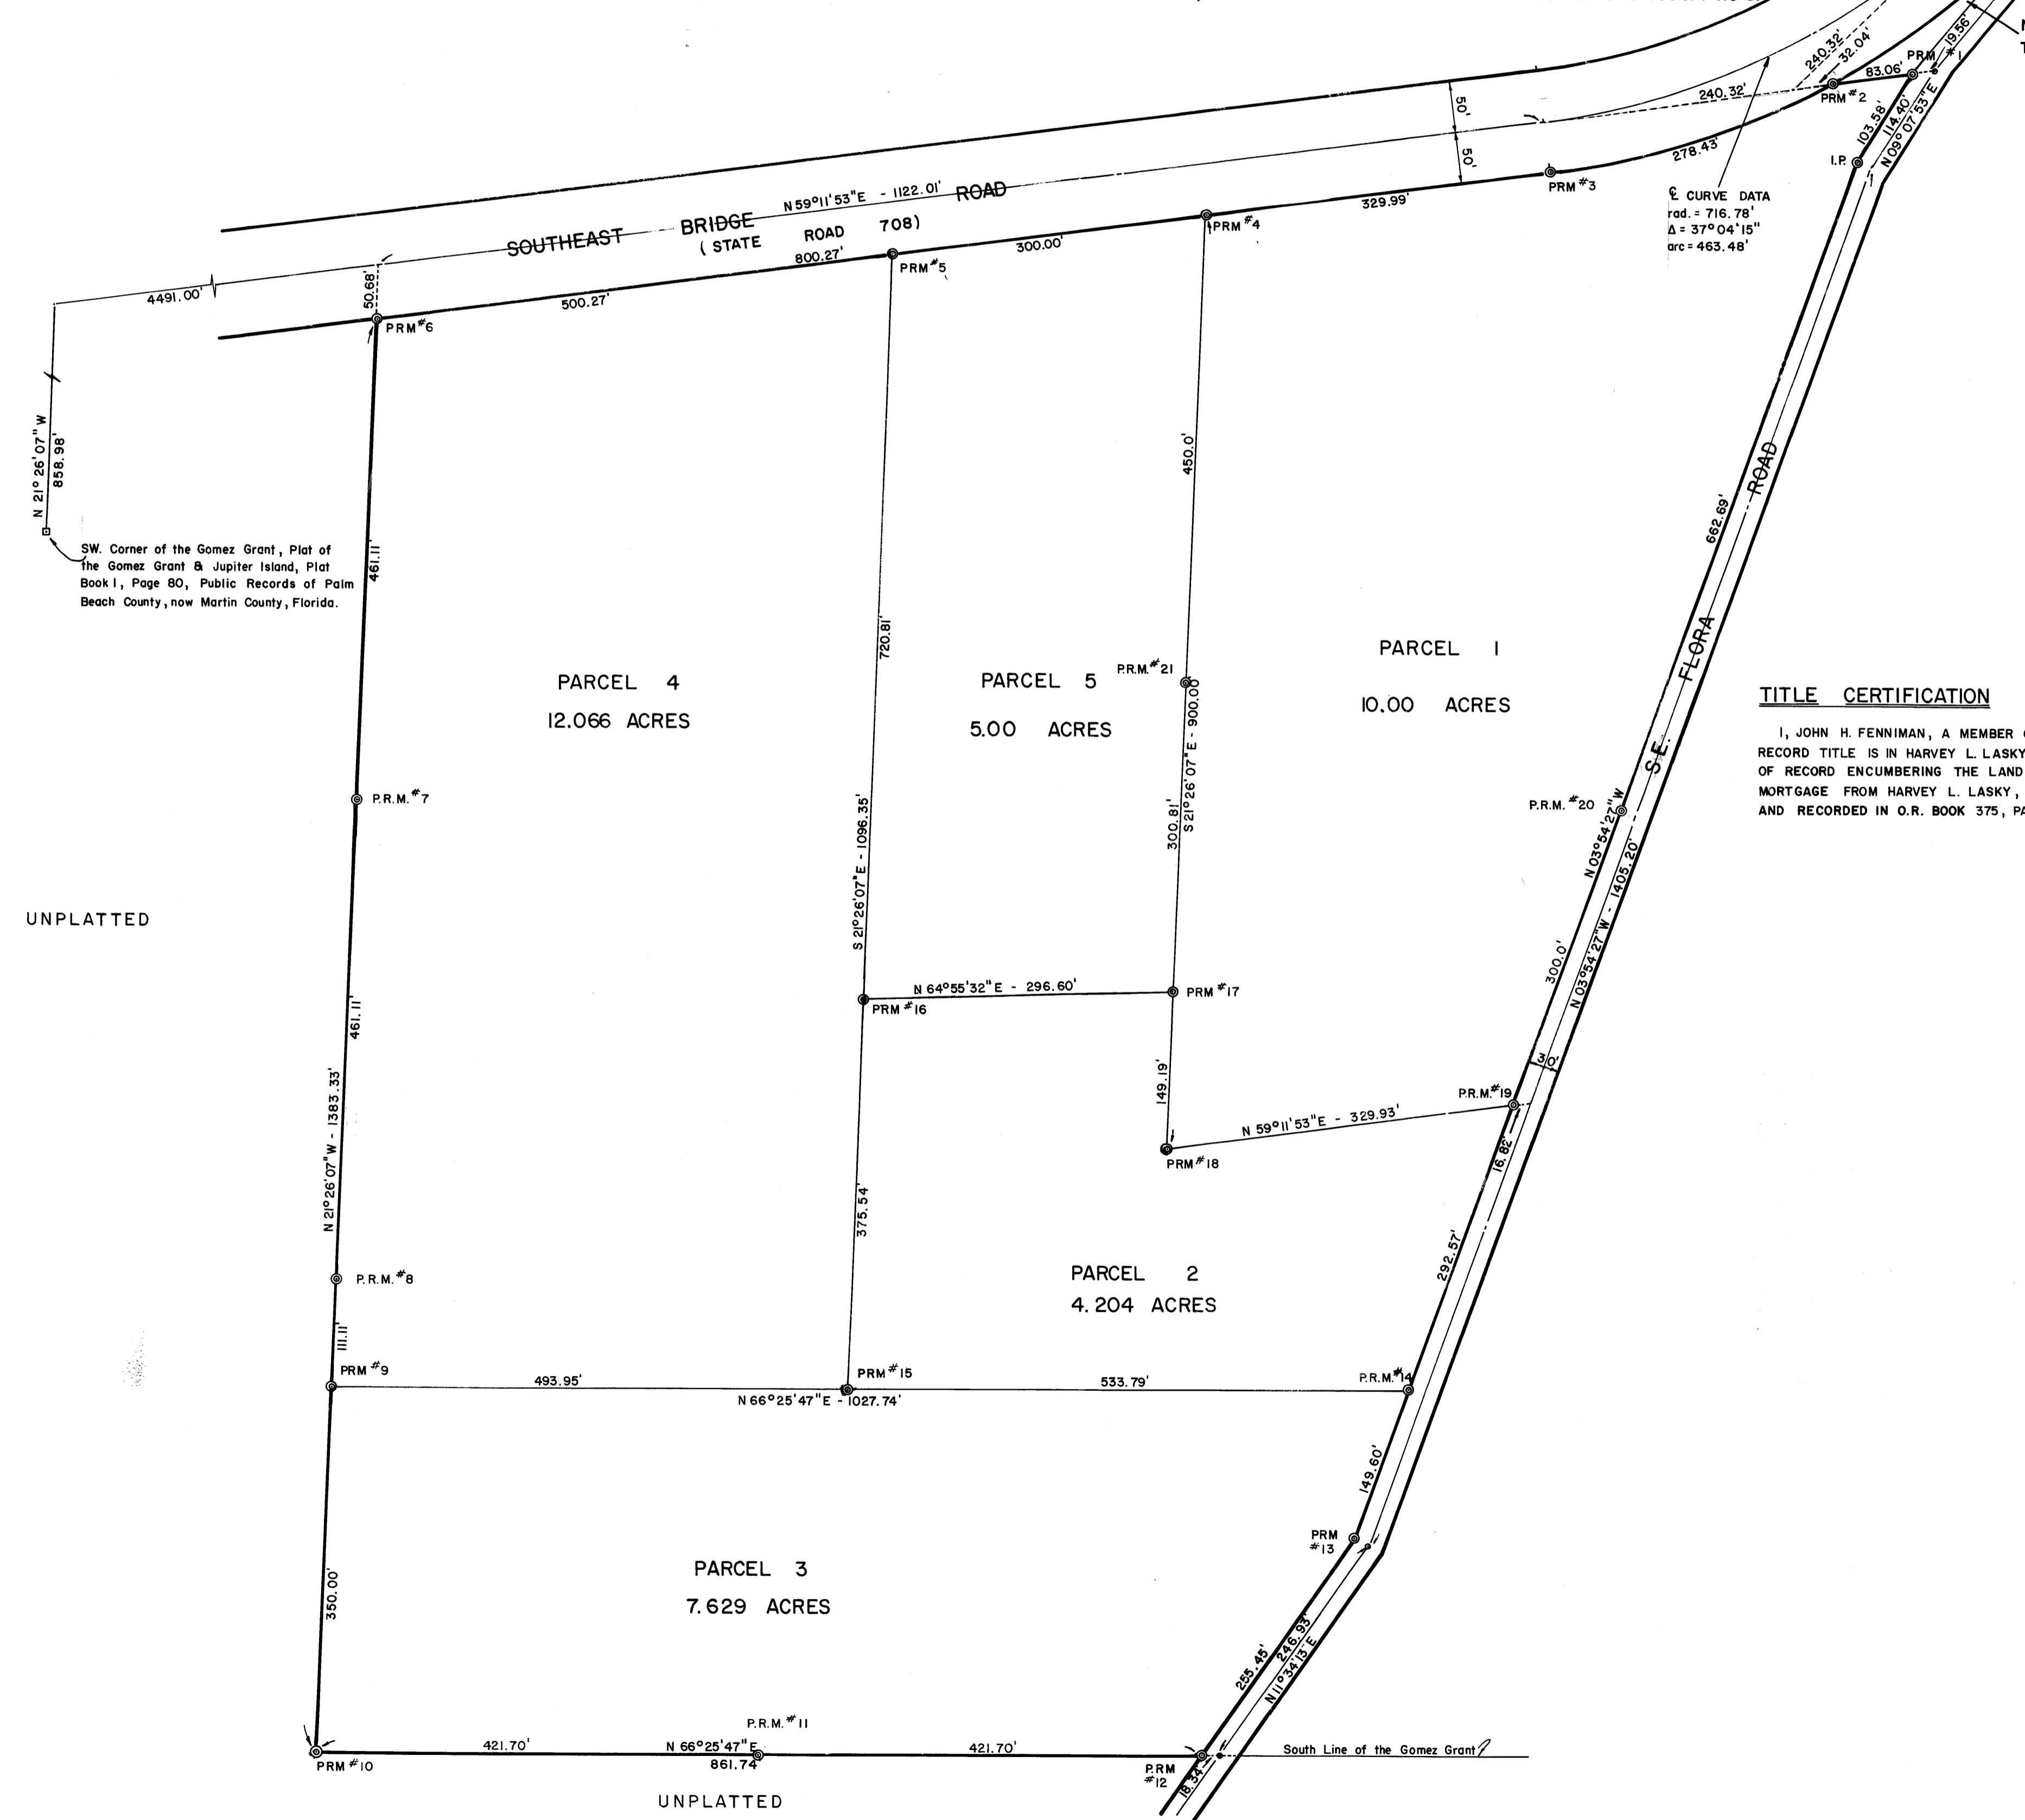 240.32'
32.04'
19.56'
PRM #1
83.06'
PRM #2
240.32'
103.58'
114.40'
N 09° 07' 53" E
I.P.
278.43'
50'
50'
PRM #3
℄ CURVE DATA
rad. = 716.78'
Δ = 37° 04' 15"
arc = 463.48'
N 59° 11' 53" E - 1122.01'
SOUTHEAST BRIDGE ROAD
( STATE ROAD 708)
329.99'
PRM #4
300.00'
800.27'
PRM #5
4491.00'
50.68'
500.27'
PRM #6
N 21° 26' 07" W
858.98'
SW. Corner of the Gomez Grant, Plat of
the Gomez Grant & Jupiter Island, Plat
Book 1, Page 80, Public Records of Palm
Beach County, now Martin County, Florida.
461.11'
450.0'
662.69'
S.E. FLORA ROAD
720.81'
PARCEL 4
12.066 ACRES
PARCEL 5
5.00 ACRES
P.R.M. #21
PARCEL 1
10.00 ACRES
TITLE CERTIFICATION
I, JOHN H. FENNIMAN, A MEMBER
RECORD TITLE IS IN HARVEY L. LASKY
OF RECORD ENCUMBERING THE LAND
MORTGAGE FROM HARVEY L. LASKY,
AND RECORDED IN O.R. BOOK 375,
P.R.M. #7
S 21° 26' 07" E - 1096.35'
300.81'
S 21° 26' 07" E - 900.00'
P.R.M. #20
N 03° 54' 27" W
N 03° 54' 27" W - 1405.20'
UNPLATTED
300.0'
461.11'
N 64° 55' 32" E - 296.60'
PRM #16
PRM #17
30'
149.19'
P.R.M. #19
N 59° 11' 53" E - 329.93'
16.82'
PRM #18
N 21° 26' 07" W - 1383.33'
375.54'
292.57'
P.R.M. #8
PARCEL 2
4.204 ACRES
111.11'
PRM #9
PRM #15
P.R.M. #14
493.95'
533.79'
N 66° 25' 47" E - 1027.74'
149.60'
PRM
#13
PARCEL 3
7.629 ACRES
350.00'
255.45'
246.93'
N 11° 34' 13" E
P.R.M. #11
421.70'
N 66° 25' 47" E
861.74'
421.70'
PRM #10
PRM
#12
18.34'
South Line of the Gomez Grant
UNPLATTED